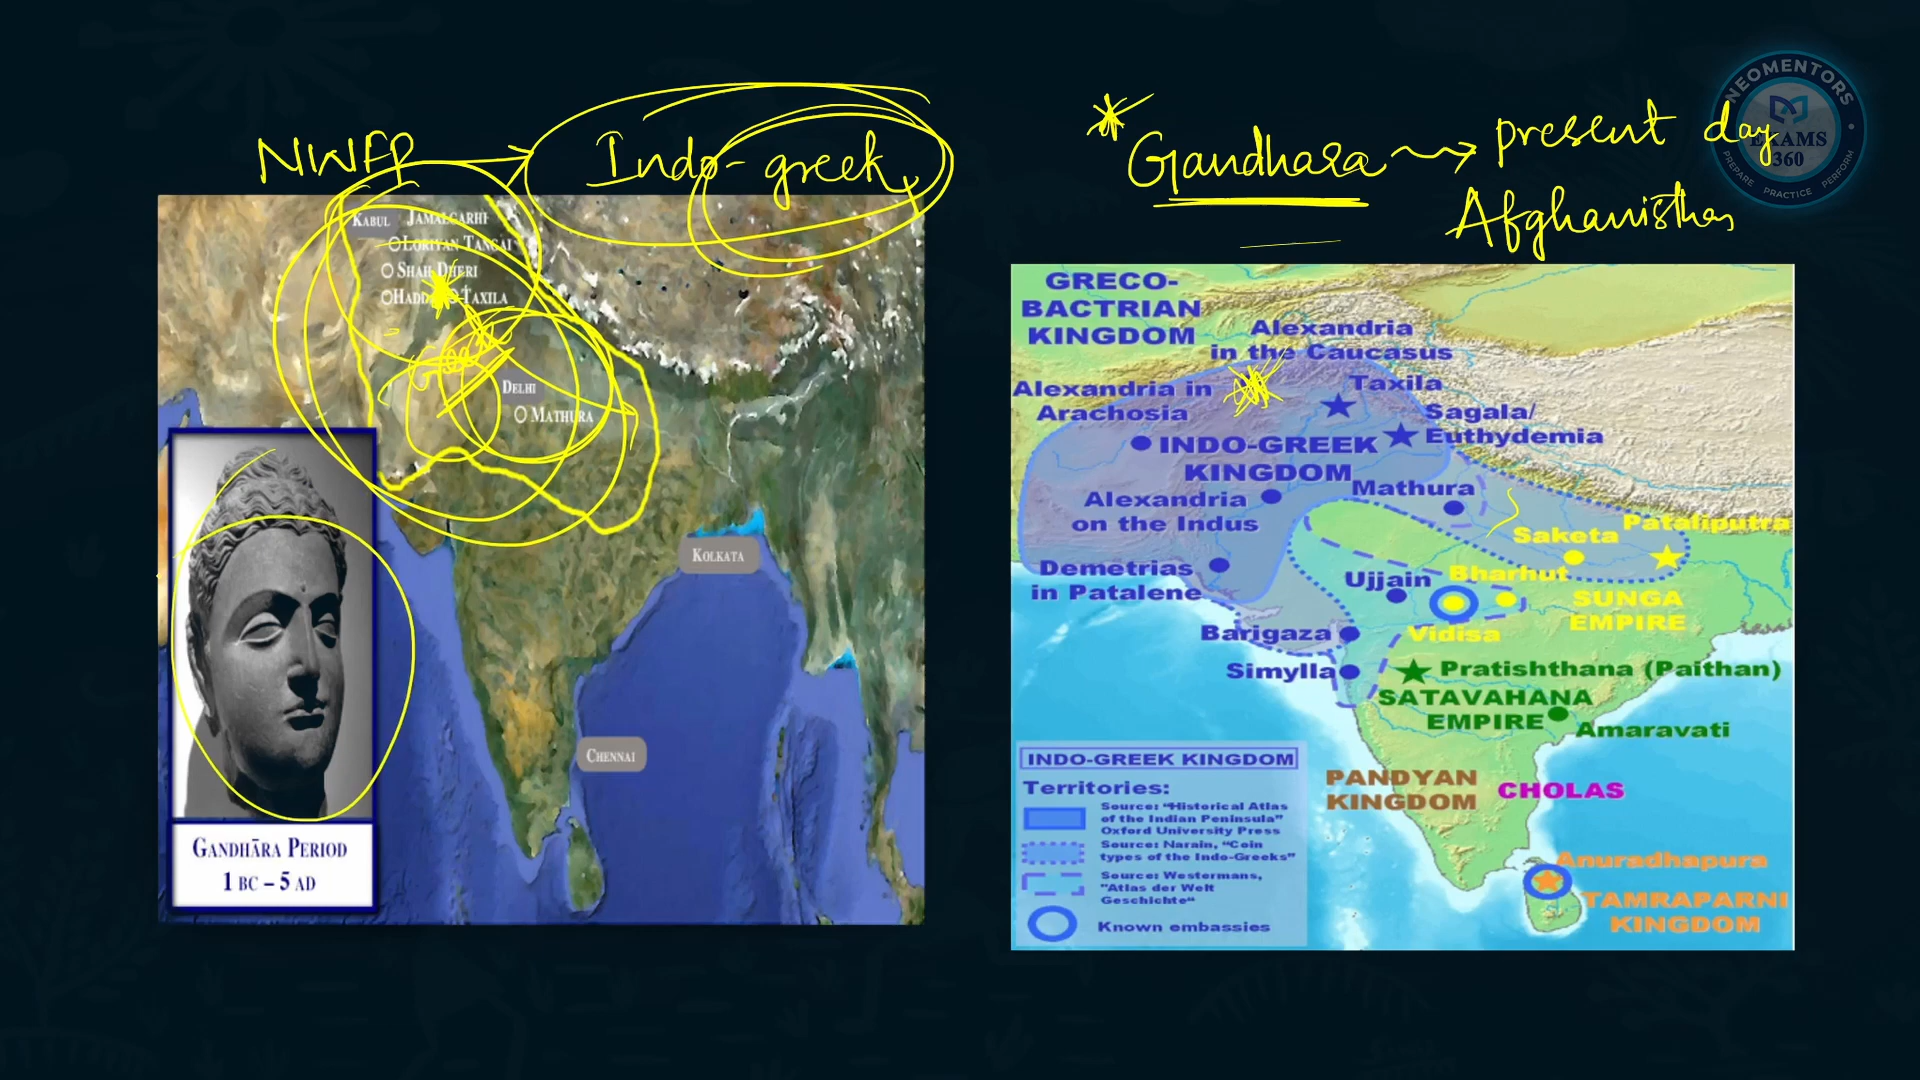 NWFP → Indo-greek
* Gandhara → present day
Afghanisthan
NEOMENTORS
EXAMS
360
PREPARE PRACTICE PERFORM
KABUL JAMALGARHI
LORIYAN TANGAI
SHAH DHERI
TAXILA
DELHI
MATHURA
KOLKATA
CHENNAI
GANDHĀRA PERIOD
1 BC – 5 AD
GRECO-
BACTRIAN
KINGDOM
Alexandria
in the Caucasus
Alexandria in
Arachosia
Taxila
Sagala/
Euthydemia
INDO-GREEK
KINGDOM
Alexandria
on the Indus
Mathura
Pataliputra
Saketa
Demetrias
in Patalene
Ujjain
Bharhut
SUNGA
EMPIRE
Vidisa
Barigaza
Simylla
Pratishthana (Paithan)
SATAVAHANA
EMPIRE
Amaravati
PANDYAN
KINGDOM
CHOLAS
Anuradhapura
TAMRAPARNI
KINGDOM
INDO-GREEK KINGDOM
Territories:
Source: "Historical Atlas
of the Indian Peninsula"
Oxford University Press
Source: Narain, "Coin
types of the Indo-Greeks"
Source: Westermans,
"Atlas der Welt
Geschichte"
Known embassies